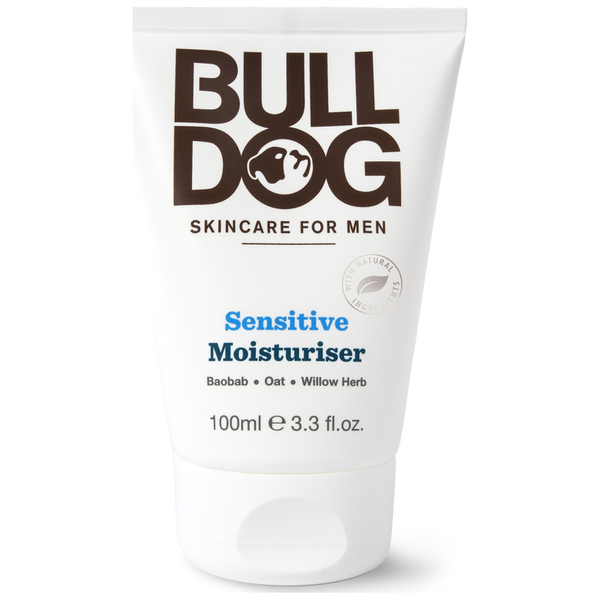 BULL
DOG
SKINCARE FOR MEN
WITH NATURAL
INGREDIENTS
Sensitive
Moisturiser
Baobab • Oat • Willow Herb
100ml ℮ 3.3 fl.oz.